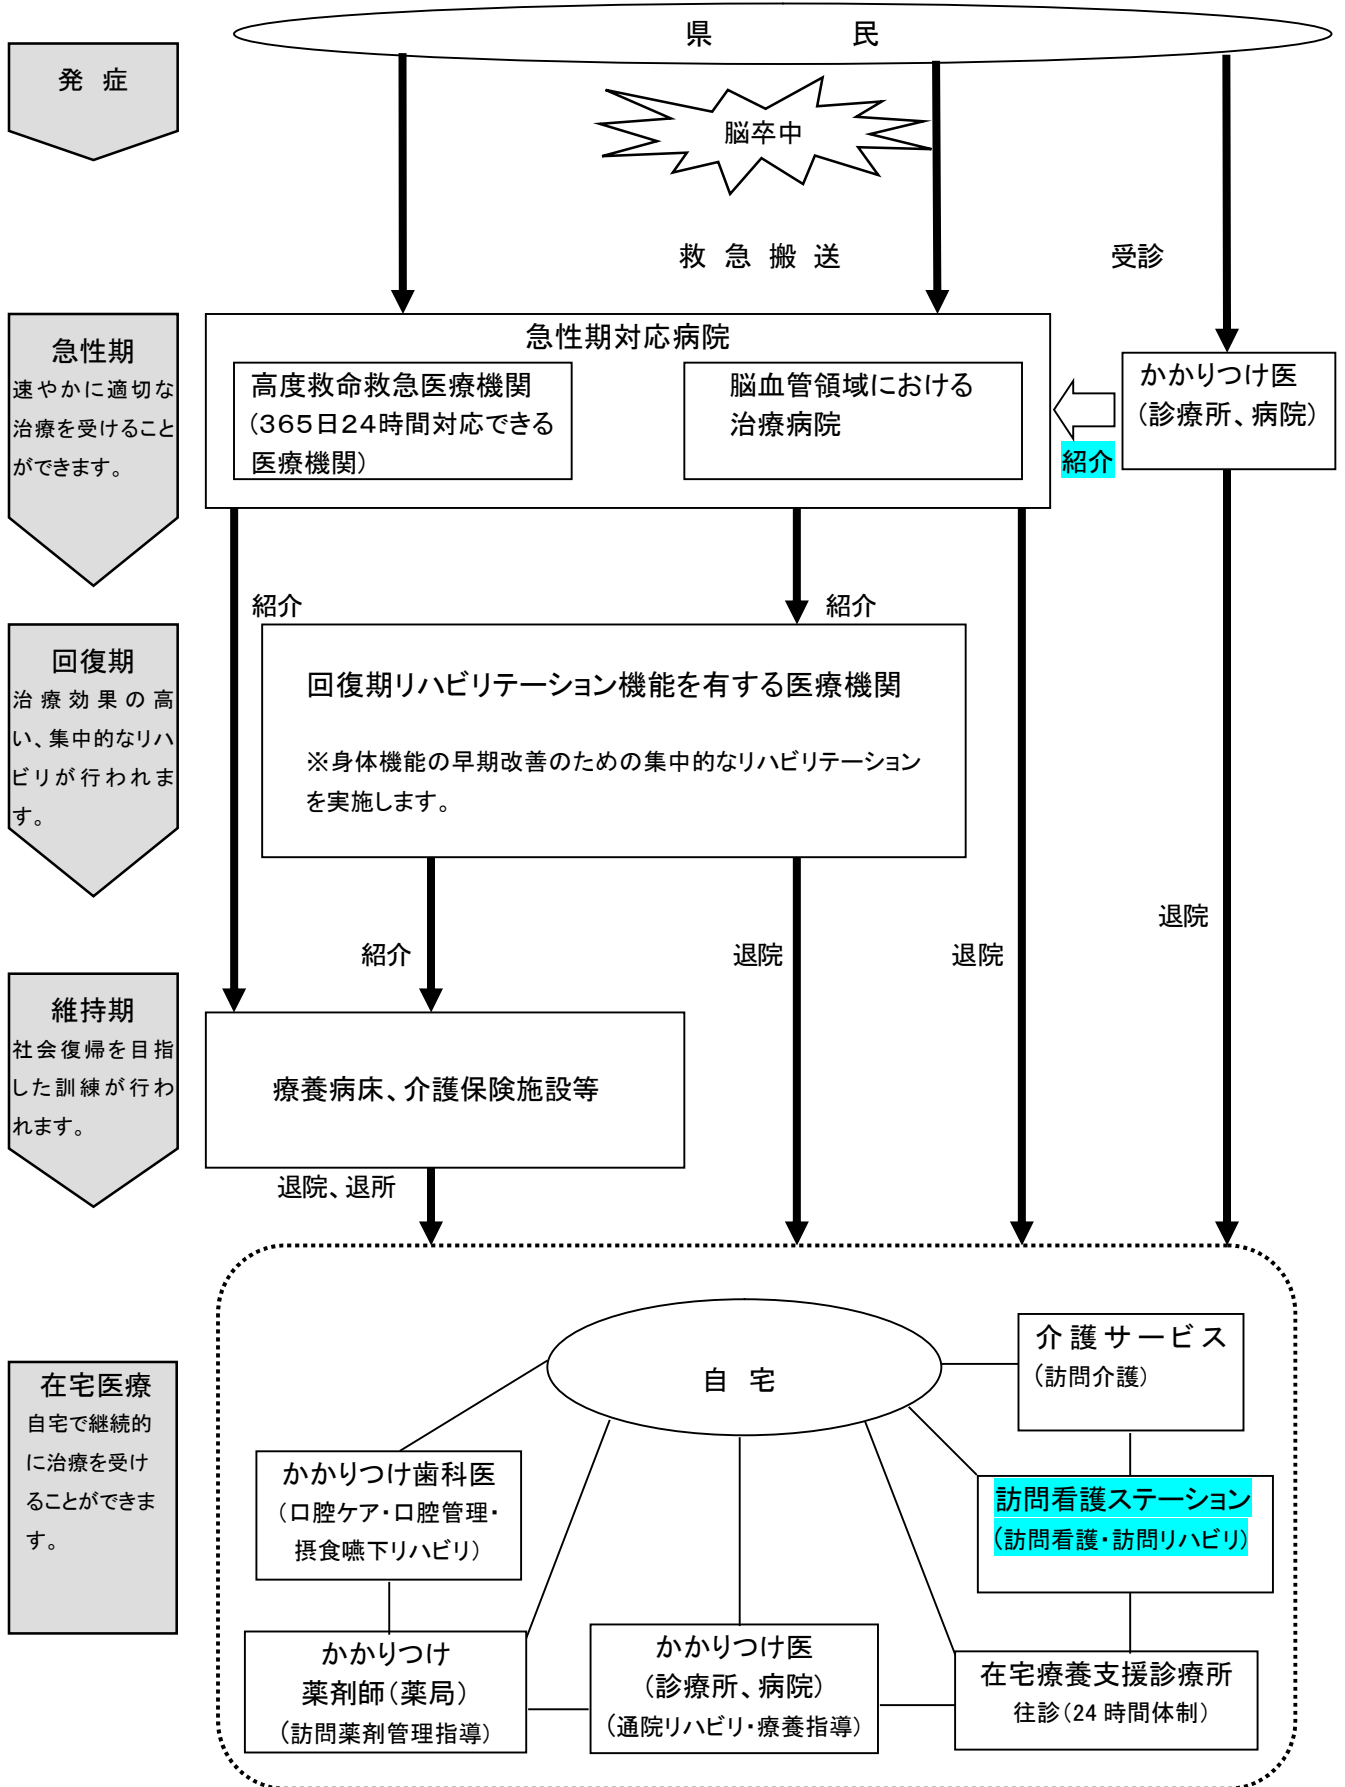 県　　民
発 症
脳卒中
救 急 搬 送
受診
急性期
速やかに適切な
治療を受けること
ができます。
急性期対応病院
高度救命救急医療機関
(365日24時間対応できる
医療機関)
脳血管領域における
治療病院
かかりつけ医
(診療所、病院)
紹介
紹介
紹介
回復期
治療効果の高
い、集中的なリハ
ビリが行われま
す。
回復期リハビリテーション機能を有する医療機関
※身体機能の早期改善のための集中的なリハビリテーション
を実施します。
紹介
退院
退院
退院
維持期
社会復帰を目指
した訓練が行わ
れます。
療養病床、介護保険施設等
退院、退所
在宅医療
自宅で継続的
に治療を受け
ることができま
す。
自 宅
介護サービス
(訪問介護)
かかりつけ歯科医
(口腔ケア・口腔管理・
摂食嚥下リハビリ)
訪問看護ステーション
(訪問看護・訪問リハビリ)
かかりつけ
薬剤師(薬局)
(訪問薬剤管理指導)
かかりつけ医
(診療所、病院)
(通院リハビリ・療養指導)
在宅療養支援診療所
往診(24時間体制)